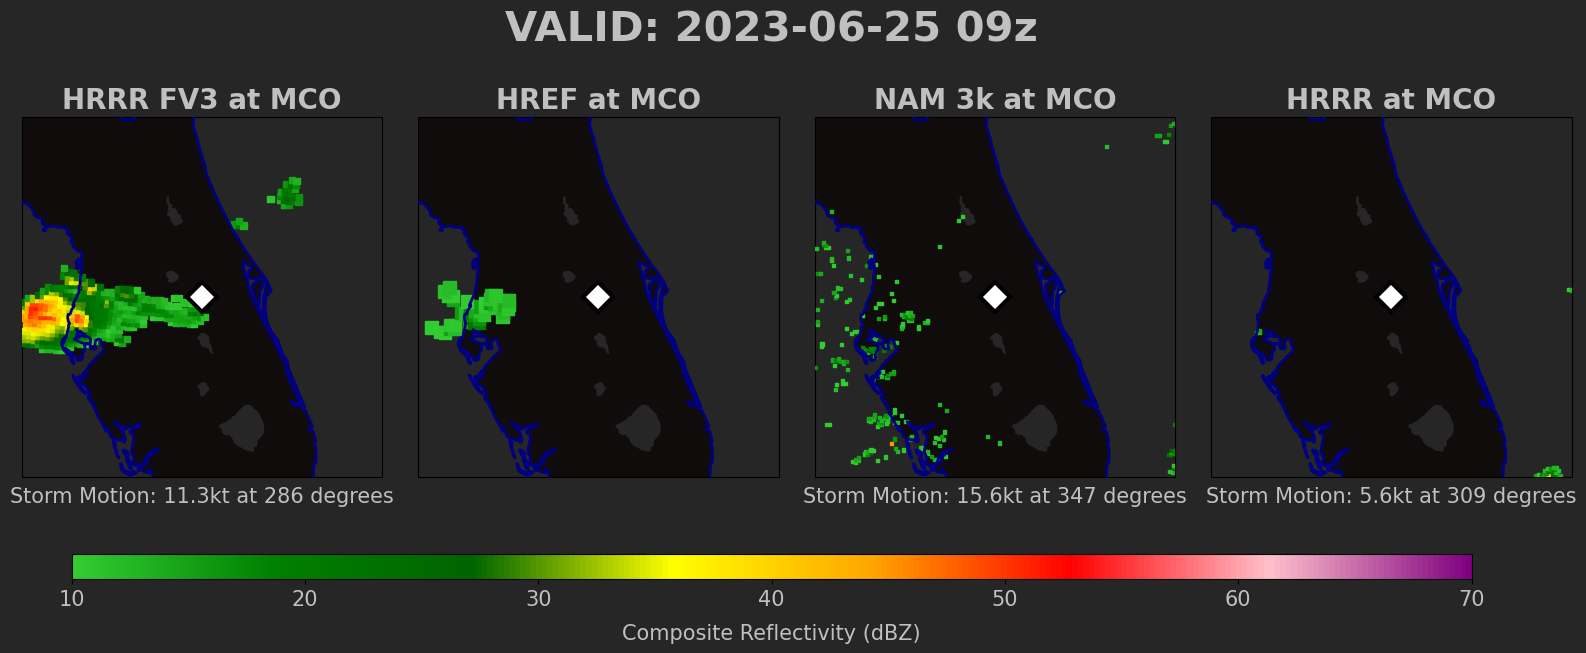 VALID: 2023-06-25 09z
HRRR FV3 at MCO
HREF at MCO
NAM 3k at MCO
HRRR at MCO
Storm Motion: 11.3kt at 286 degrees
Storm Motion: 15.6kt at 347 degrees
Storm Motion: 5.6kt at 309 degrees
10 20 30 40 50 60 70
Composite Reflectivity (dBZ)